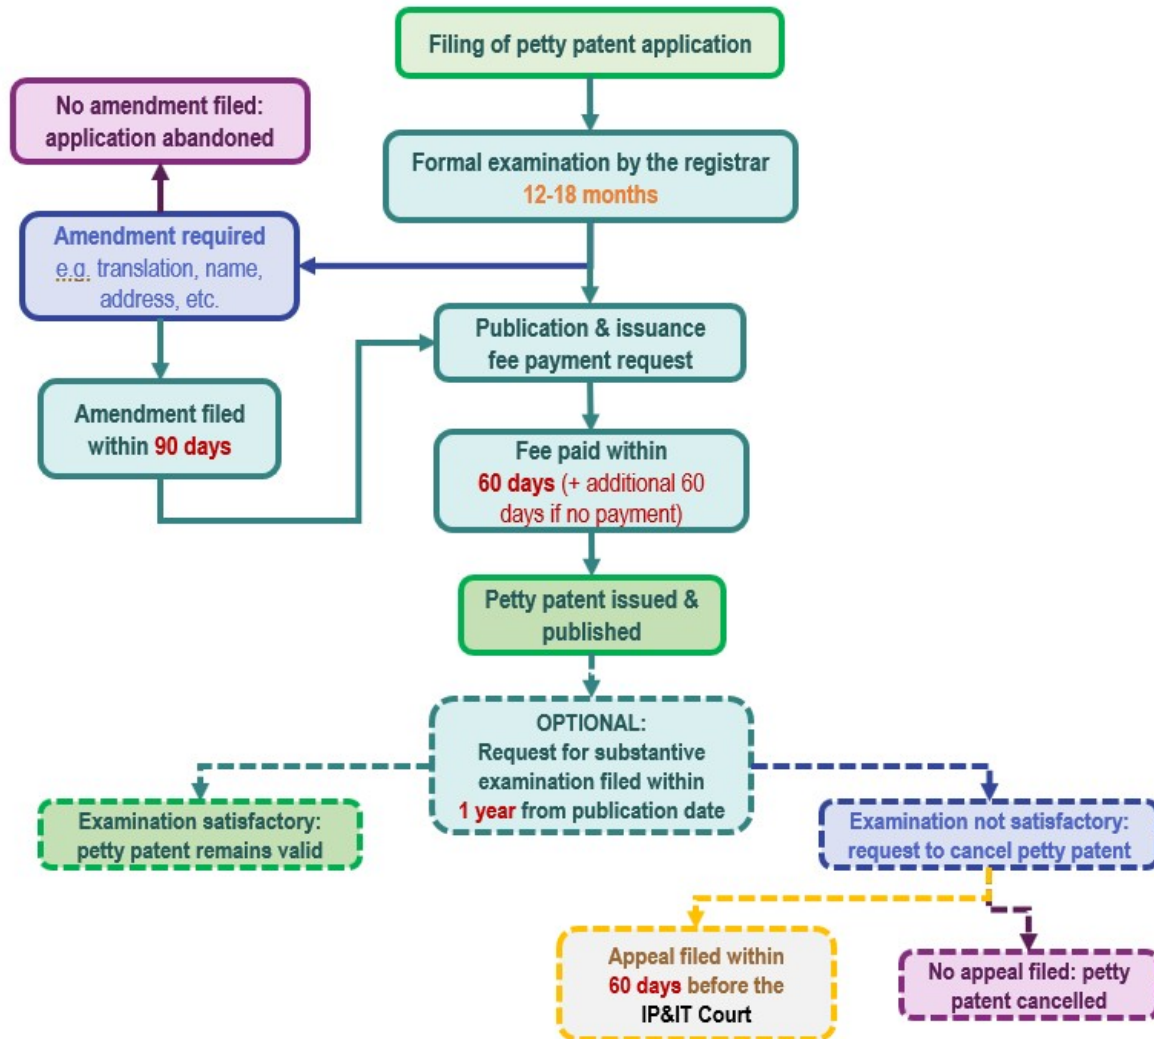 Filing of petty patent application
No amendment filed:
application abandoned
Formal examination by the registrar
12-18 months
Amendment required
e.g. translation, name,
address, etc.
Publication & issuance
fee payment request
Amendment filed
within 90 days
Fee paid within
60 days (+ additional 60
days if no payment)
Petty patent issued &
published
OPTIONAL:
Request for substantive
examination filed within
1 year from publication date
Examination satisfactory:
petty patent remains valid
Examination not satisfactory:
request to cancel petty patent
Appeal filed within
60 days before the
IP&IT Court
No appeal filed: petty
patent cancelled